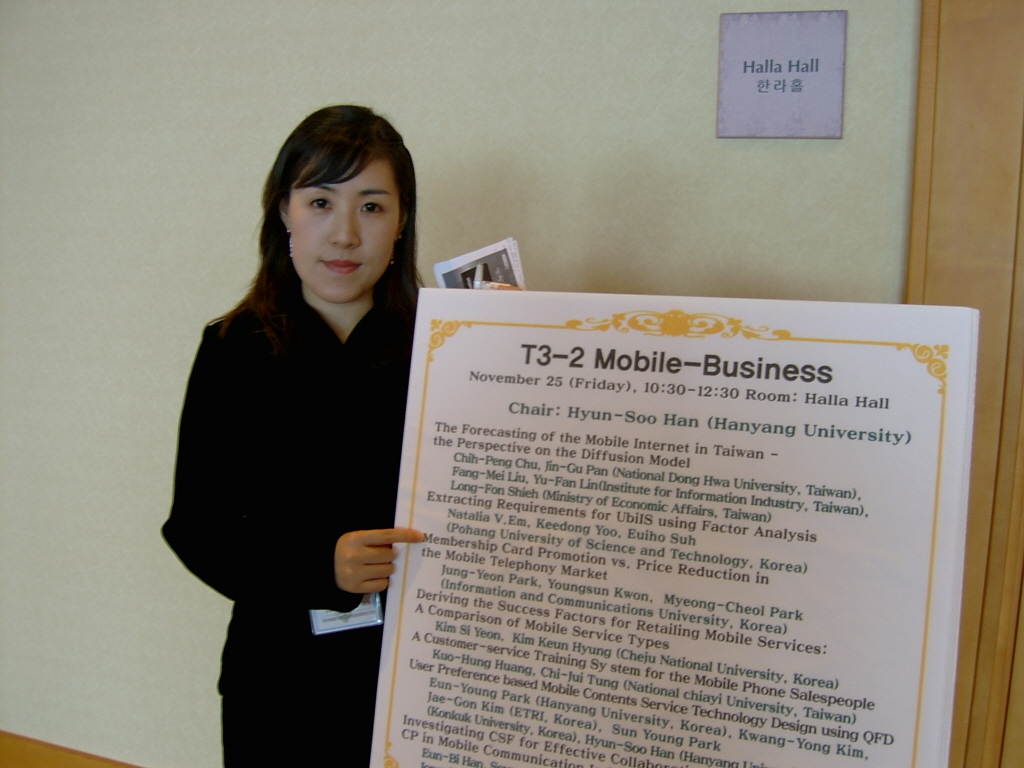 Halla Hall
한라홀
T3-2 Mobile-Business
November 25 (Friday), 10:30-12:30 Room: Halla Hall
Chair: Hyun-Soo Han (Hanyang University)
The Forecasting of the Mobile Internet in Taiwan -
the Perspective on the Diffusion Model
Chih-Peng Chu, Jin-Gu Pan (National Dong Hwa University, Taiwan),
Fang-Mei Liu, Yu-Fan Lin(Institute for Information Industry, Taiwan),
Long-Fon Shieh (Ministry of Economic Affairs, Taiwan)
Extracting Requirements for UbiIS using Factor Analysis
Natalia V.Em, Keedong Yoo, Euiho Suh
(Pohang University of Science and Technology, Korea)
Membership Card Promotion vs. Price Reduction in
the Mobile Telephony Market
Jung-Yeon Park, Youngsun Kwon, Myeong-Cheol Park
(Information and Communications University, Korea)
Deriving the Success Factors for Retailing Mobile Services:
A Comparison of Mobile Service Types
Kim Si Yeon, Kim Keun Hyung (Cheju National University, Korea)
A Customer-service Training Sy stem for the Mobile Phone Salespeople
Kuo-Hung Huang, Chi-Jui Tung (National chiayi University, Taiwan)
User Preference based Mobile Contents Service Technology Design using QFD
Eun-Young Park (Hanyang University, Korea), Kwang-Yong Kim,
Jae-Gon Kim (ETRI, Korea), Sun Young Park
(Konkuk University, Korea), Hyun-Soo Han (Hanyang
Investigating CSF for Effective
CP in Mobile Communication
Eun-Bi Han,